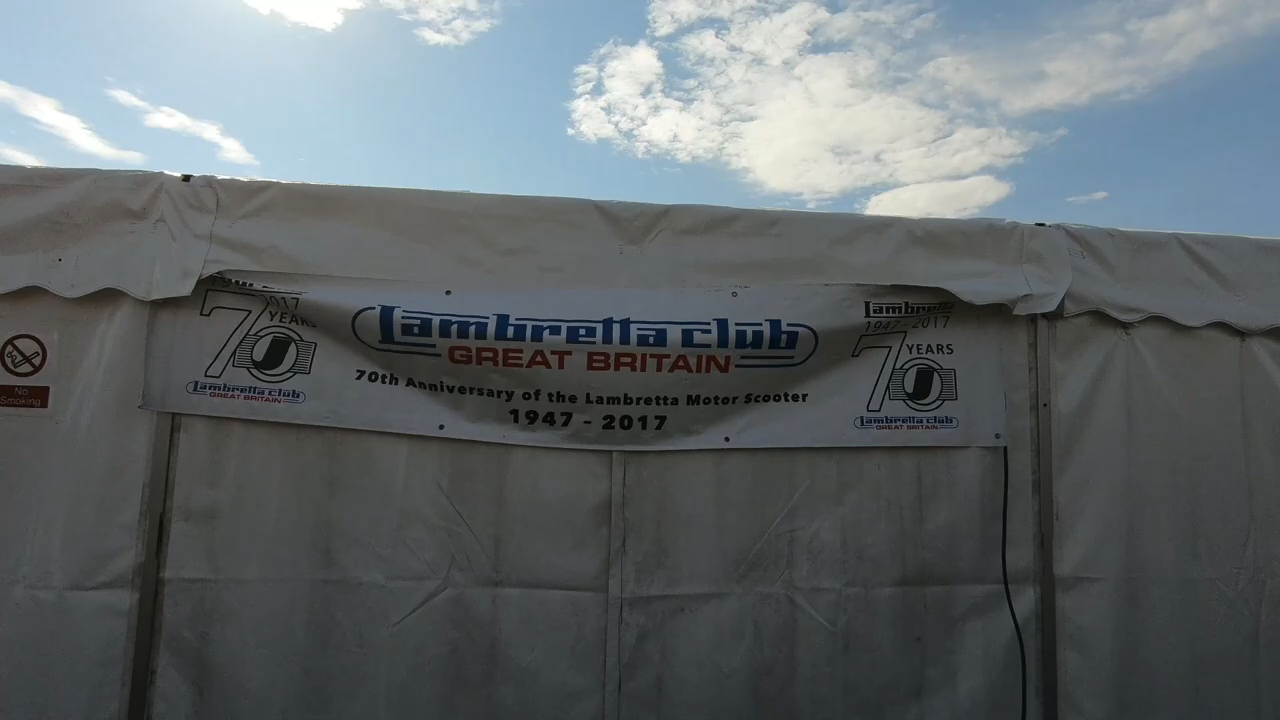 2017
70 YEARS
Lambretta club
GREAT BRITAIN
Lambretta club
GREAT BRITAIN
70th Anniversary of the Lambretta Motor Scooter
1947 - 2017
Lambretta
1947 - 2017
70 YEARS
Lambretta club
GREAT BRITAIN
No
Smoking